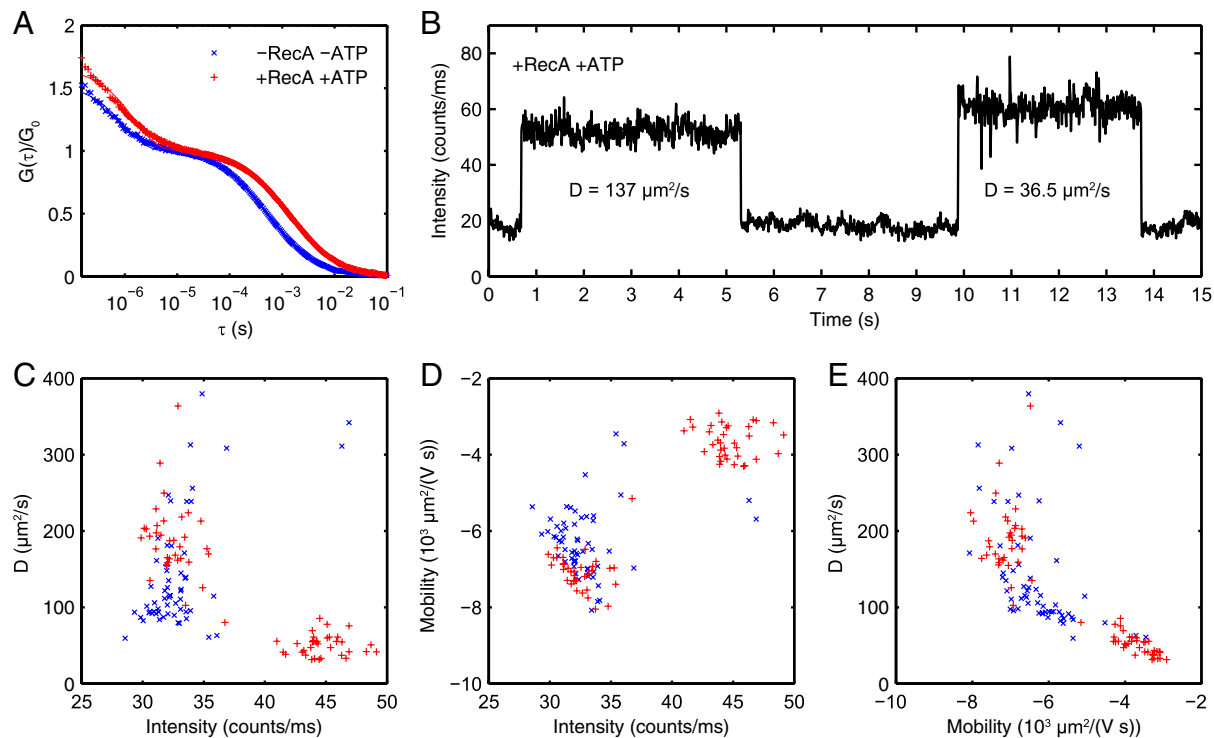 A
2
1.5
1
0.5
0
G(τ)/G₀
−RecA −ATP
+RecA +ATP
10⁻⁶ 10⁻⁵ 10⁻⁴ 10⁻³ 10⁻² 10⁻¹
τ (s)
B
80
60
40
20
0
Intensity (counts/ms)
+RecA +ATP
D = 137 μm²/s
D = 36.5 μm²/s
0 1 2 3 4 5 6 7 8 9 10 11 12 13 14 15
Time (s)
C
400
300
200
100
0
D (μm²/s)
25 30 35 40 45 50
Intensity (counts/ms)
D
−2
−4
−6
−8
−10
Mobility (10³ μm²/(V s))
25 30 35 40 45 50
Intensity (counts/ms)
E
400
300
200
100
0
D (μm²/s)
−10 −8 −6 −4 −2
Mobility (10³ μm²/(V s))